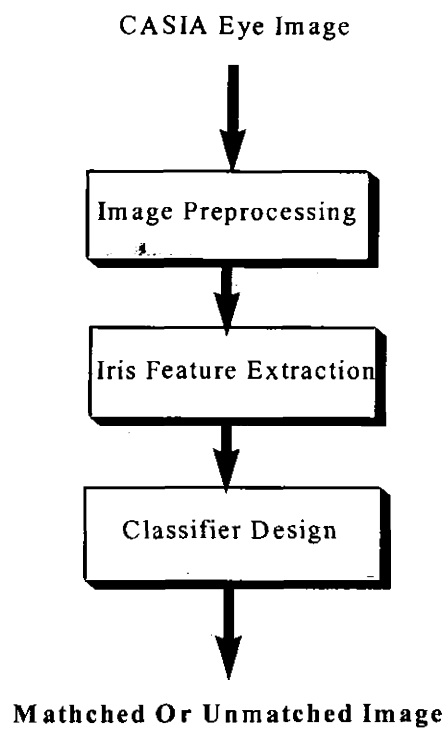 CASIA Eye Image
Image Preprocessing
Iris Feature Extraction
Classifier Design
Mathched Or Unmatched Image